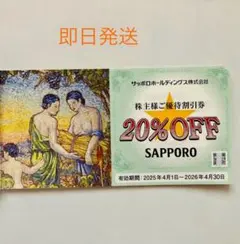 即日発送
サッポロホールディングス株式会社
株主様ご優待割引券
20%OFF
SAPPORO
有効期間 2025年4月1日〜2026年4月30日